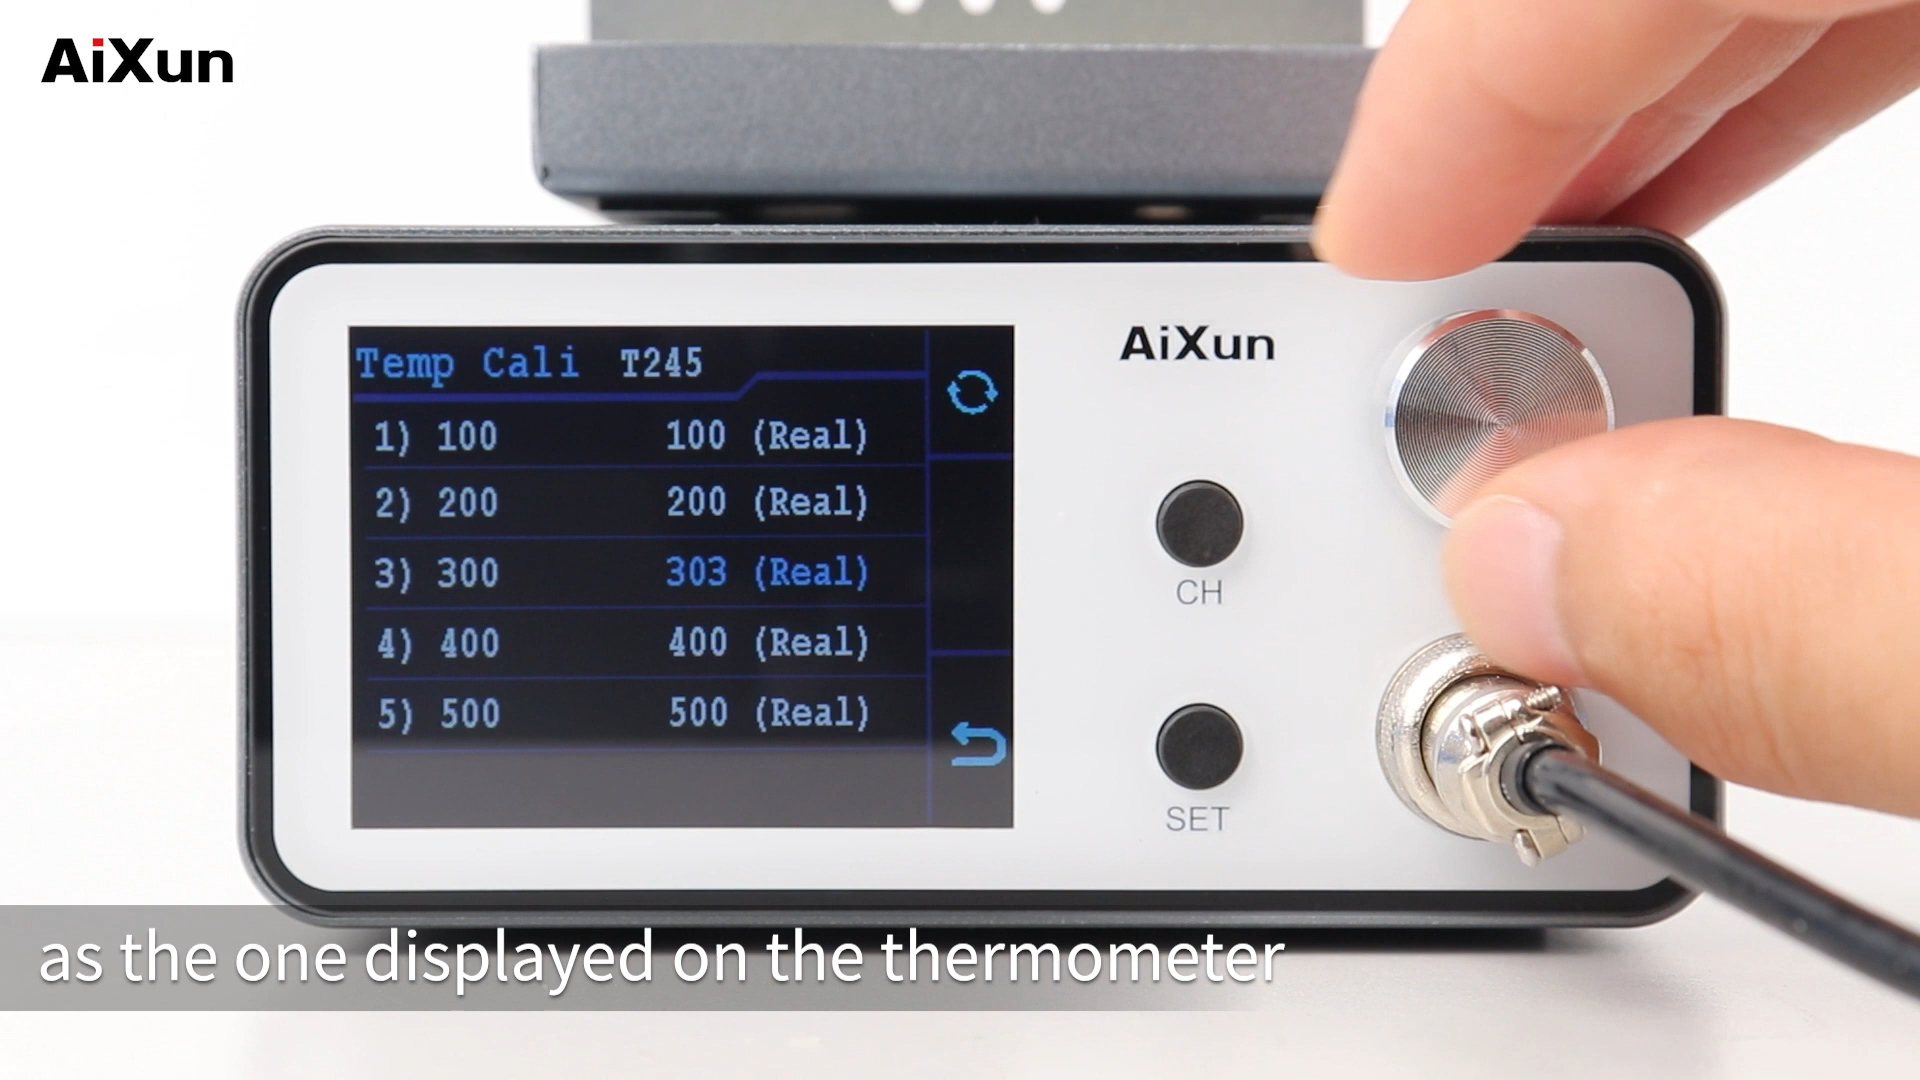 AiXun
AiXun
Temp Cali T245
1) 100 100 (Real)
2) 200 200 (Real)
3) 300 303 (Real)
4) 400 400 (Real)
5) 500 500 (Real)
CH
SET
as the one displayed on the thermometer